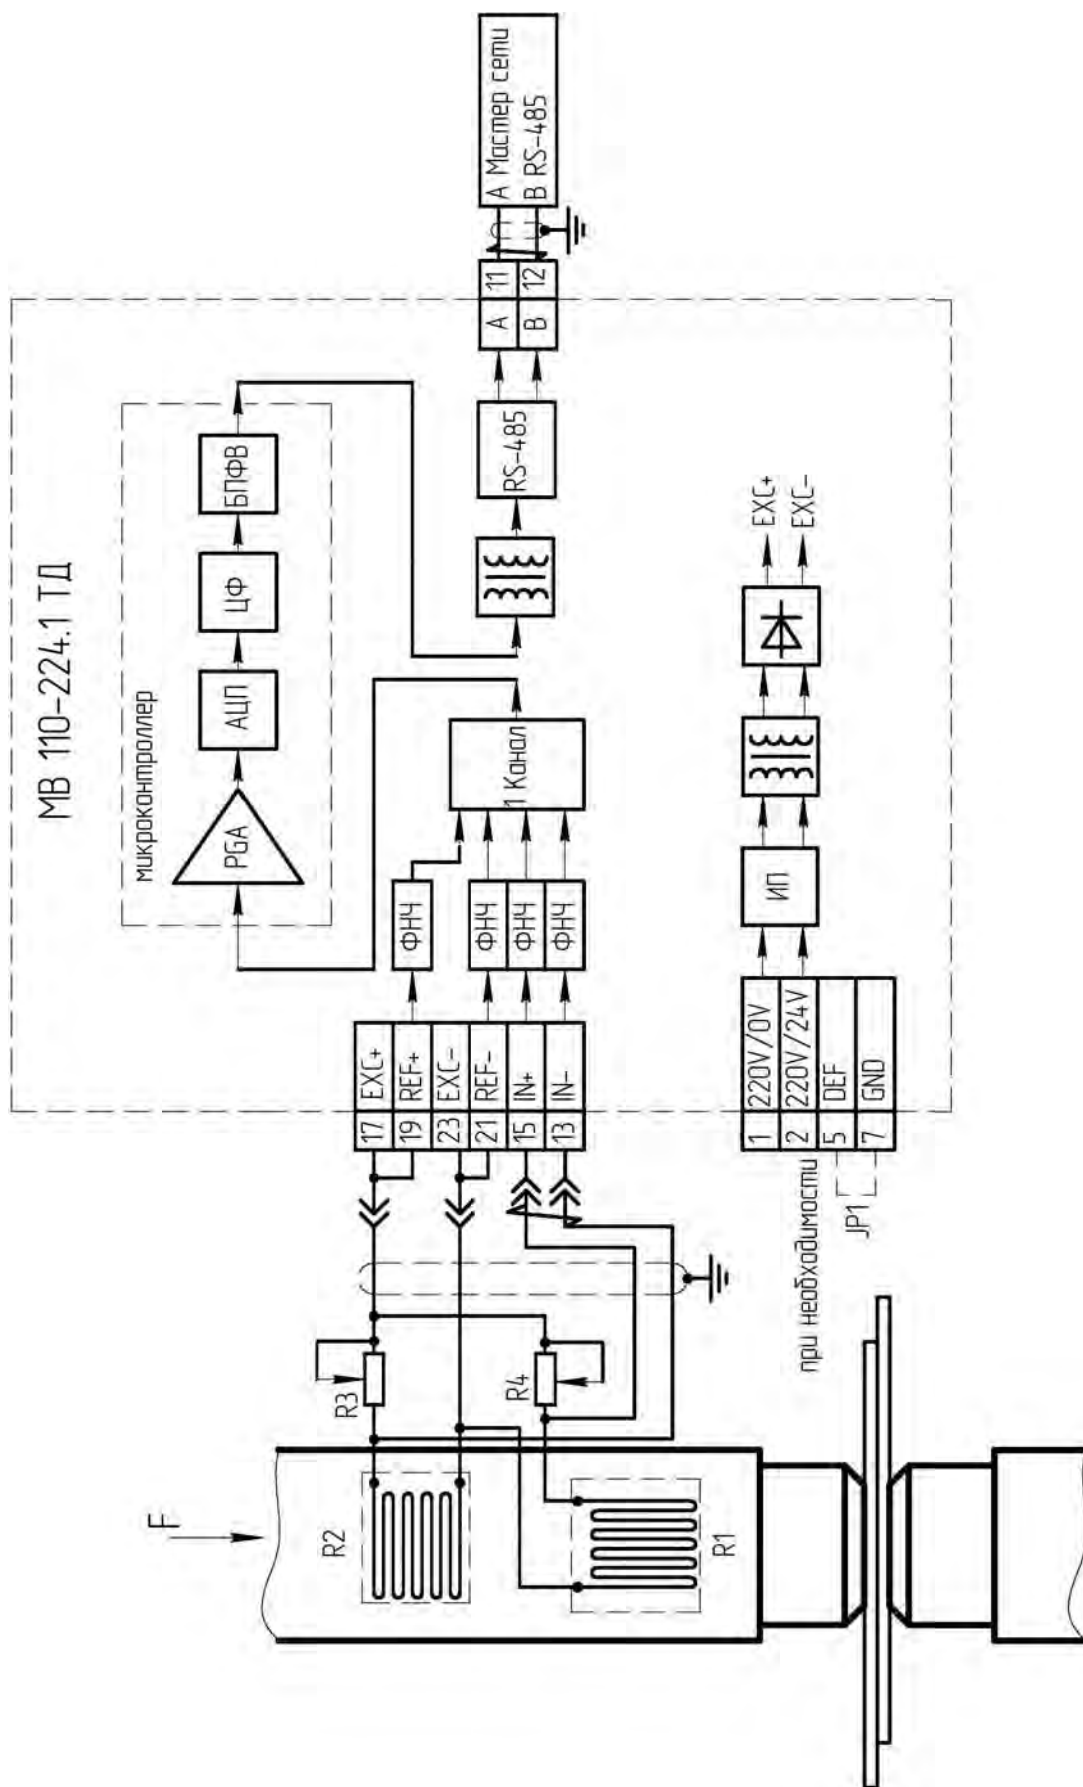 МВ 110-224.1 ТД
микроконтроллер
PGA
АЦП
ЦФ
БПФВ
17 EXC+
19 REF+
23 EXC-
21 REF-
15 IN+
13 IN-
ФНЧ
ФНЧ
ФНЧ
ФНЧ
1 Канал
RS-485
A 11
B 12
A Мастер сети
B RS-485
F
R2
R1
R3
R4
при необходимости
JP1
1 220V/0V
2 220V/24V
5 DEF
7 GND
ИП
EXC+
EXC-